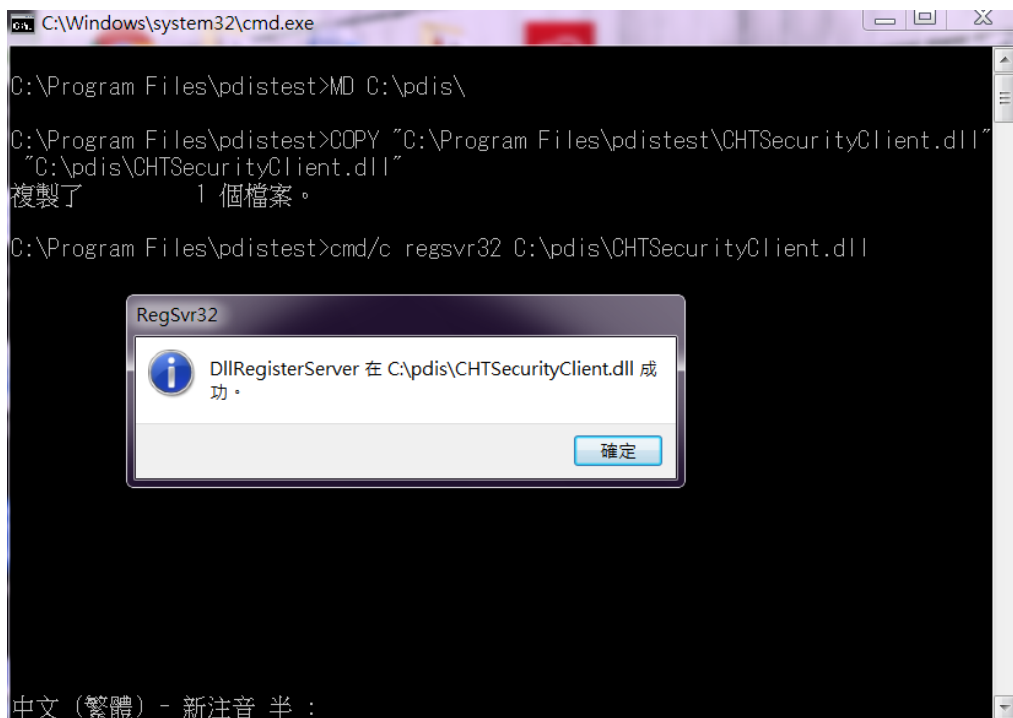 C:\Windows\system32\cmd.exe
C:\Program Files\pdistest>MD C:\pdis\
C:\Program Files\pdistest>COPY "C:\Program Files\pdistest\CHTSecurityClient.dll"
"C:\pdis\CHTSecurityClient.dll"
複製了         1 個檔案。
C:\Program Files\pdistest>cmd/c regsvr32 C:\pdis\CHTSecurityClient.dll
RegSvr32
DllRegisterServer 在 C:\pdis\CHTSecurityClient.dll 成
功。
確定
中文 (繁體) - 新注音 半 :